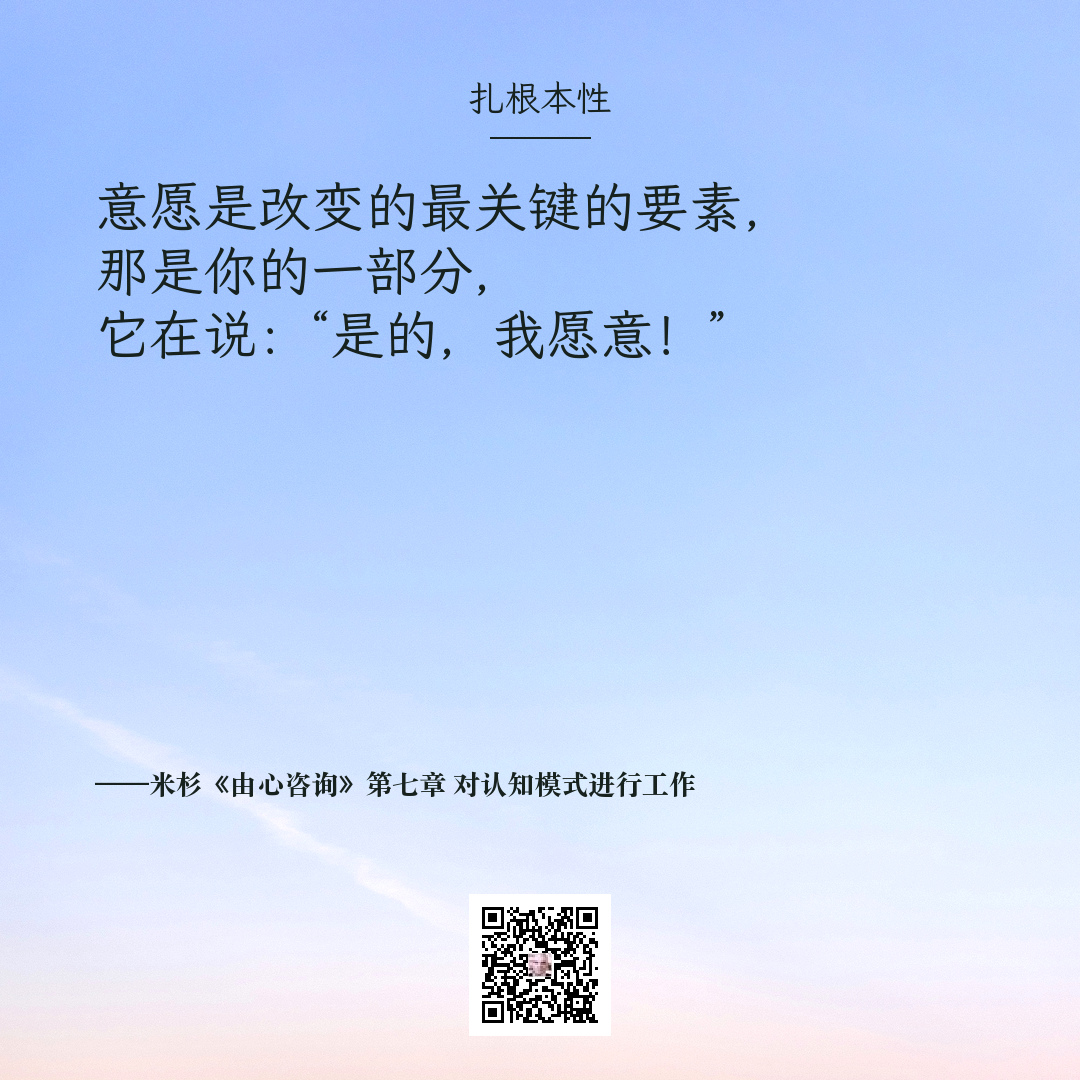 扎根本性
意愿是改变的最关键的要素，
那是你的一部分，
它在说：“是的，我愿意！”
——米杉《由心咨询》第七章 对认知模式进行工作